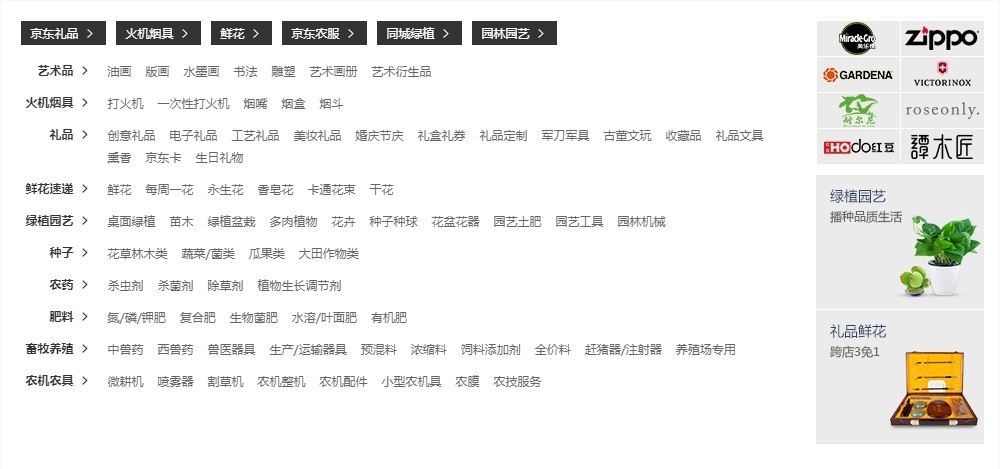 京东礼品 > 火机烟具 > 鲜花 > 京东农服 > 同城绿植 > 园林园艺 >
艺术品 > 油画 版画 水墨画 书法 雕塑 艺术画册 艺术衍生品
火机烟具 > 打火机 一次性打火机 烟嘴 烟盒 烟斗
礼品 > 创意礼品 电子礼品 工艺礼品 美妆礼品 婚庆节庆 礼盒礼券 礼品定制 军刀军具 古董文玩 收藏品 礼品文具
熏香 京东卡 生日礼物
鲜花速递 > 鲜花 每周一花 永生花 香皂花 卡通花束 干花
绿植园艺 > 桌面绿植 苗木 绿植盆栽 多肉植物 花卉 种子种球 花盆花器 园艺土肥 园艺工具 园林机械
种子 > 花草林木类 蔬菜/菌类 瓜果类 大田作物类
农药 > 杀虫剂 杀菌剂 除草剂 植物生长调节剂
肥料 > 氮/磷/钾肥 复合肥 生物菌肥 水溶/叶面肥 有机肥
畜牧养殖 > 中兽药 西兽药 兽医器具 生产/运输器具 预混料 浓缩料 饲料添加剂 全价料 赶猪器/注射器 养殖场专用
农机农具 > 微耕机 喷雾器 割草机 农机整机 农机配件 小型农机具 农膜 农技服务
Miracle-Gro
美乐棵
Zippo
GARDENA
VICTORINOX
耐尔尼
roseonly.
HOdo红豆
譚木匠
绿植园艺
播种品质生活
礼品鲜花
跨店3免1